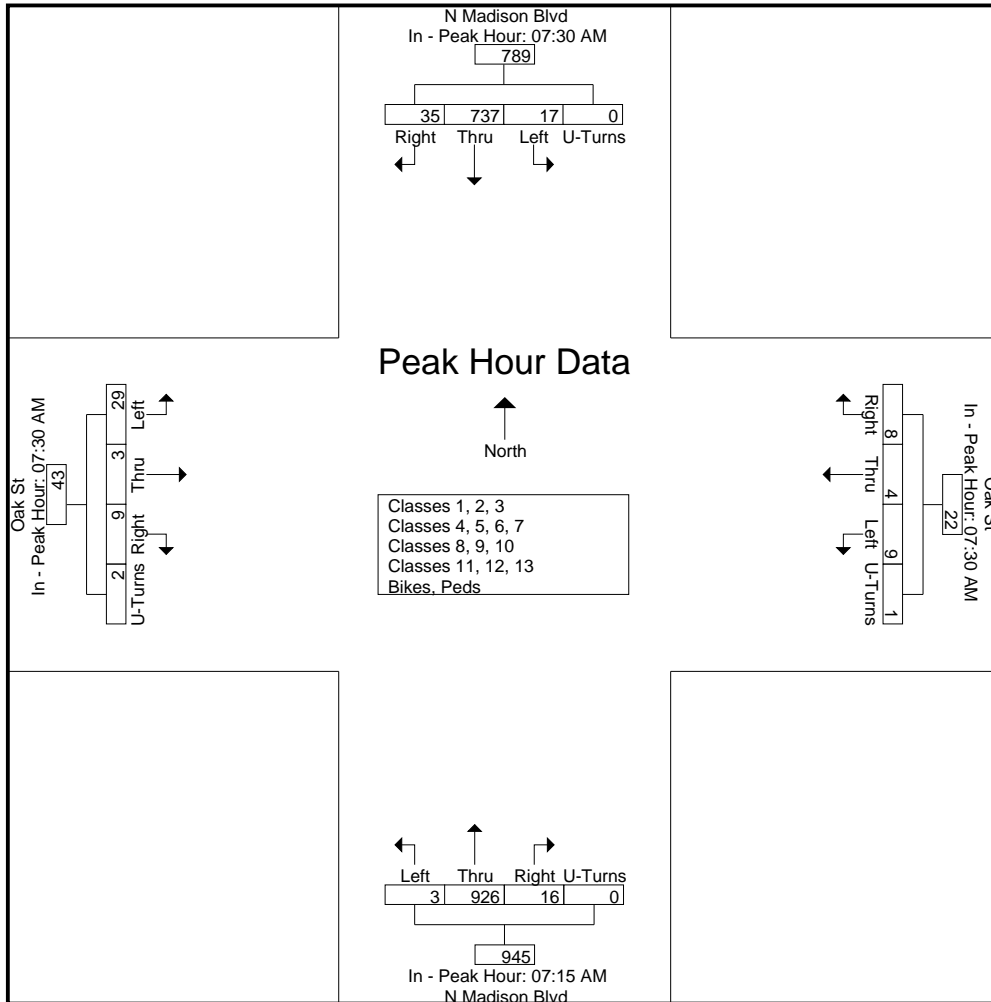 N Madison Blvd
In - Peak Hour: 07:30 AM
789
35 737 17 0
Right Thru Left U-Turns
Peak Hour Data
North
Classes 1, 2, 3
Classes 4, 5, 6, 7
Classes 8, 9, 10
Classes 11, 12, 13
Bikes, Peds
Oak St
In - Peak Hour: 07:30 AM
43
29 3 9 2
Left Thru Right U-Turns
Oak St
In - Peak Hour: 07:30 AM
22
8 4 9 1
Right Thru Left U-Turns
Left Thru Right U-Turns
3 926 16 0
945
In - Peak Hour: 07:15 AM
N Madison Blvd